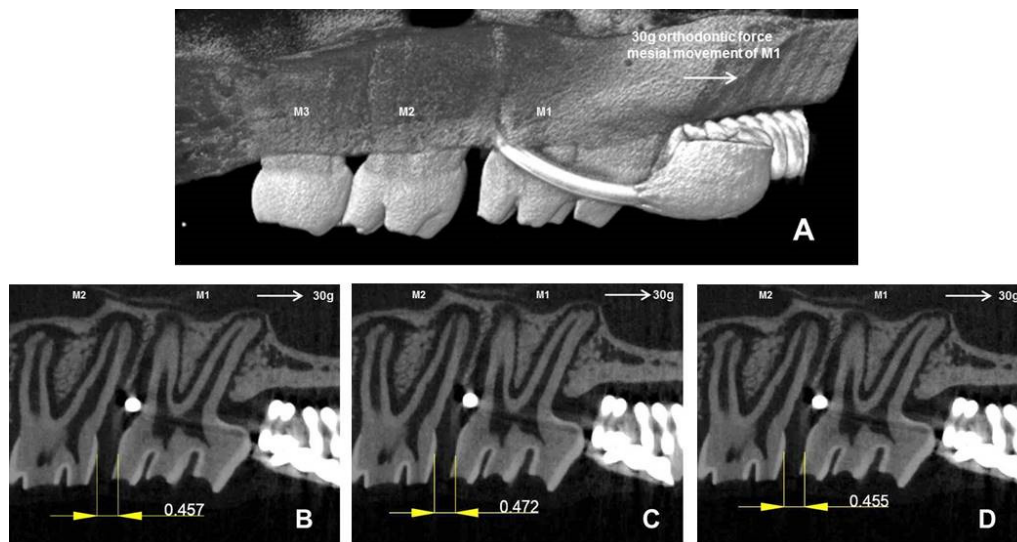 30g orthodontic force
mesial movement of M1
M3
M2
M1
A
M2
M1
30g
0.457
B
M2
M1
30g
0.472
C
M2
M1
30g
0.455
D